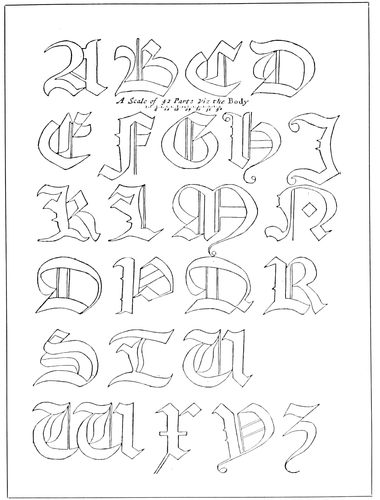 A B C D
A Scale of 42 Parts Viz the Body
E F G H I
K L M N
O P Q R
S T U
W X Y Z